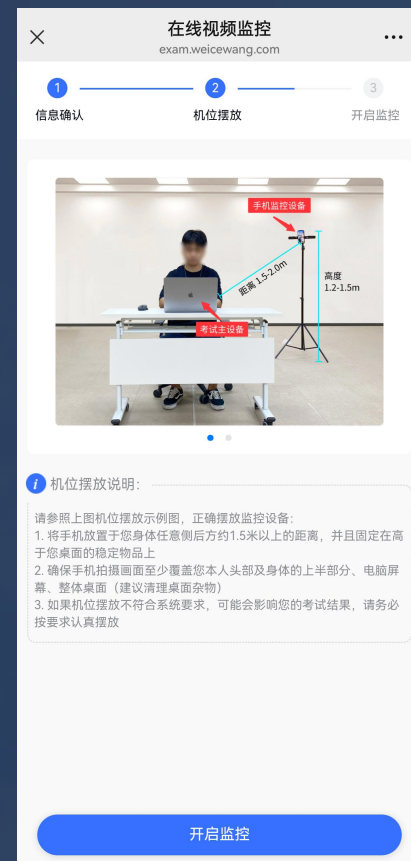 在线视频监控
exam.weicewang.com
1
2
3
信息确认
机位摆放
开启监控
手机监控设备
距离 1.5-2.0m
高度
1.2-1.5m
考试主设备
机位摆放说明：
请参照上图机位摆放示例图，正确摆放监控设备：
1. 将手机放置于您身体任意侧后方约1.5米以上的距离，并且固定在高
于您桌面的稳定物品上
2. 确保手机拍摄画面至少覆盖您本人头部及身体的上半部分、电脑屏
幕、整体桌面（建议清理桌面杂物）
3. 如果机位摆放不符合系统要求，可能会影响您的考试结果，请务必
按要求认真摆放
开启监控